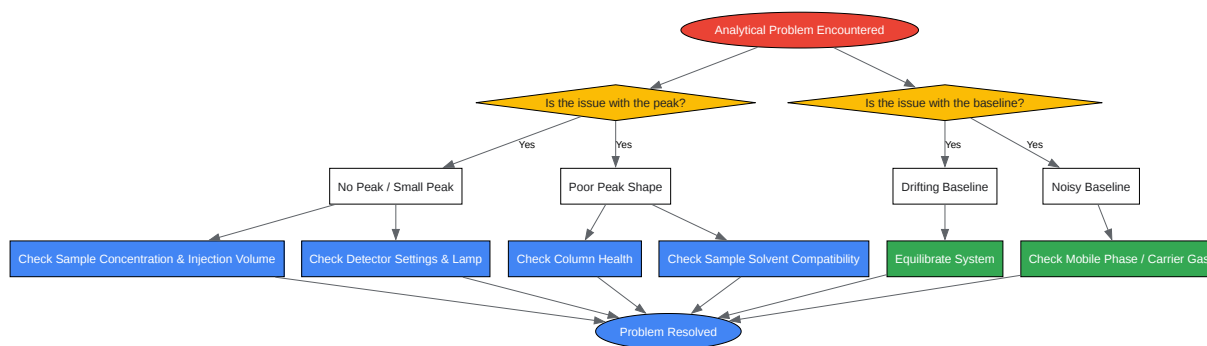 Analytical Problem Encountered
Is the issue with the peak?
Is the issue with the baseline?
Yes
Yes
Yes
Yes
No Peak / Small Peak
Poor Peak Shape
Drifting Baseline
Noisy Baseline
Check Sample Concentration & Injection Volume
Check Detector Settings & Lamp
Check Column Health
Check Sample Solvent Compatibility
Equilibrate System
Check Mobile Phase / Carrier Gas
Problem Resolved